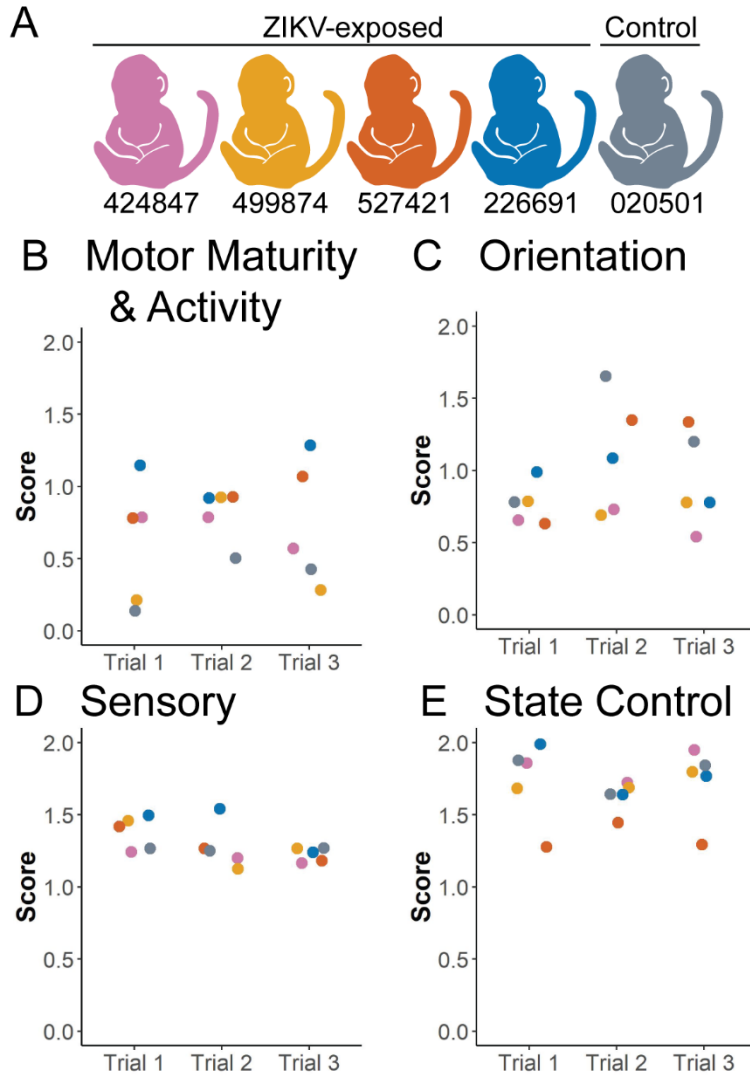 A
ZIKV-exposed Control
424847 499874 527421 226691 020501
B Motor Maturity
& Activity
2.0
1.5
1.0
0.5
0.0
Score
Trial 1 Trial 2 Trial 3
C Orientation
2.0
1.5
1.0
0.5
0.0
Score
Trial 1 Trial 2 Trial 3
D Sensory
2.0
1.5
1.0
0.5
0.0
Score
Trial 1 Trial 2 Trial 3
E State Control
2.0
1.5
1.0
0.5
0.0
Score
Trial 1 Trial 2 Trial 3